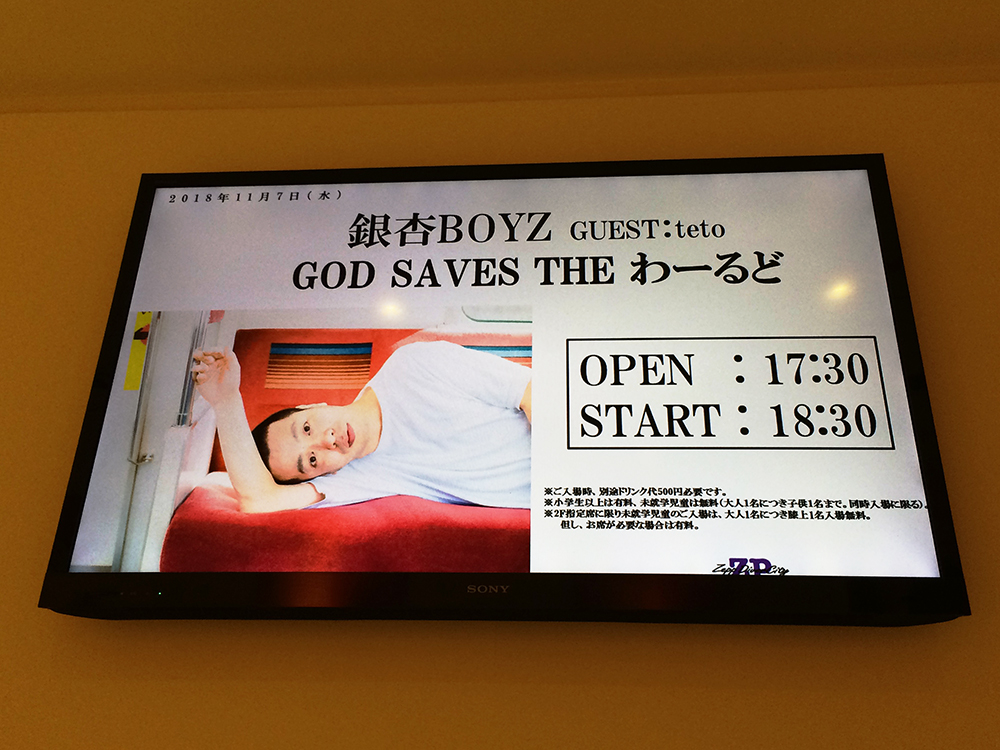 2018年11月7日(水)
銀杏BOYZ GUEST:teto
GOD SAVES THE わーるど
OPEN : 17:30
START : 18:30
※ご入場時、別途ドリンク代500円必要です。
※小学生以上は有料、未就学児童は無料(大人1名につき子供1名まで。同時入場に限る)。
※2F指定席に限り未就学児童のご入場は、大人1名につき膝上1名入場無料。
但し、お席が必要な場合は有料。
ZP
SONY